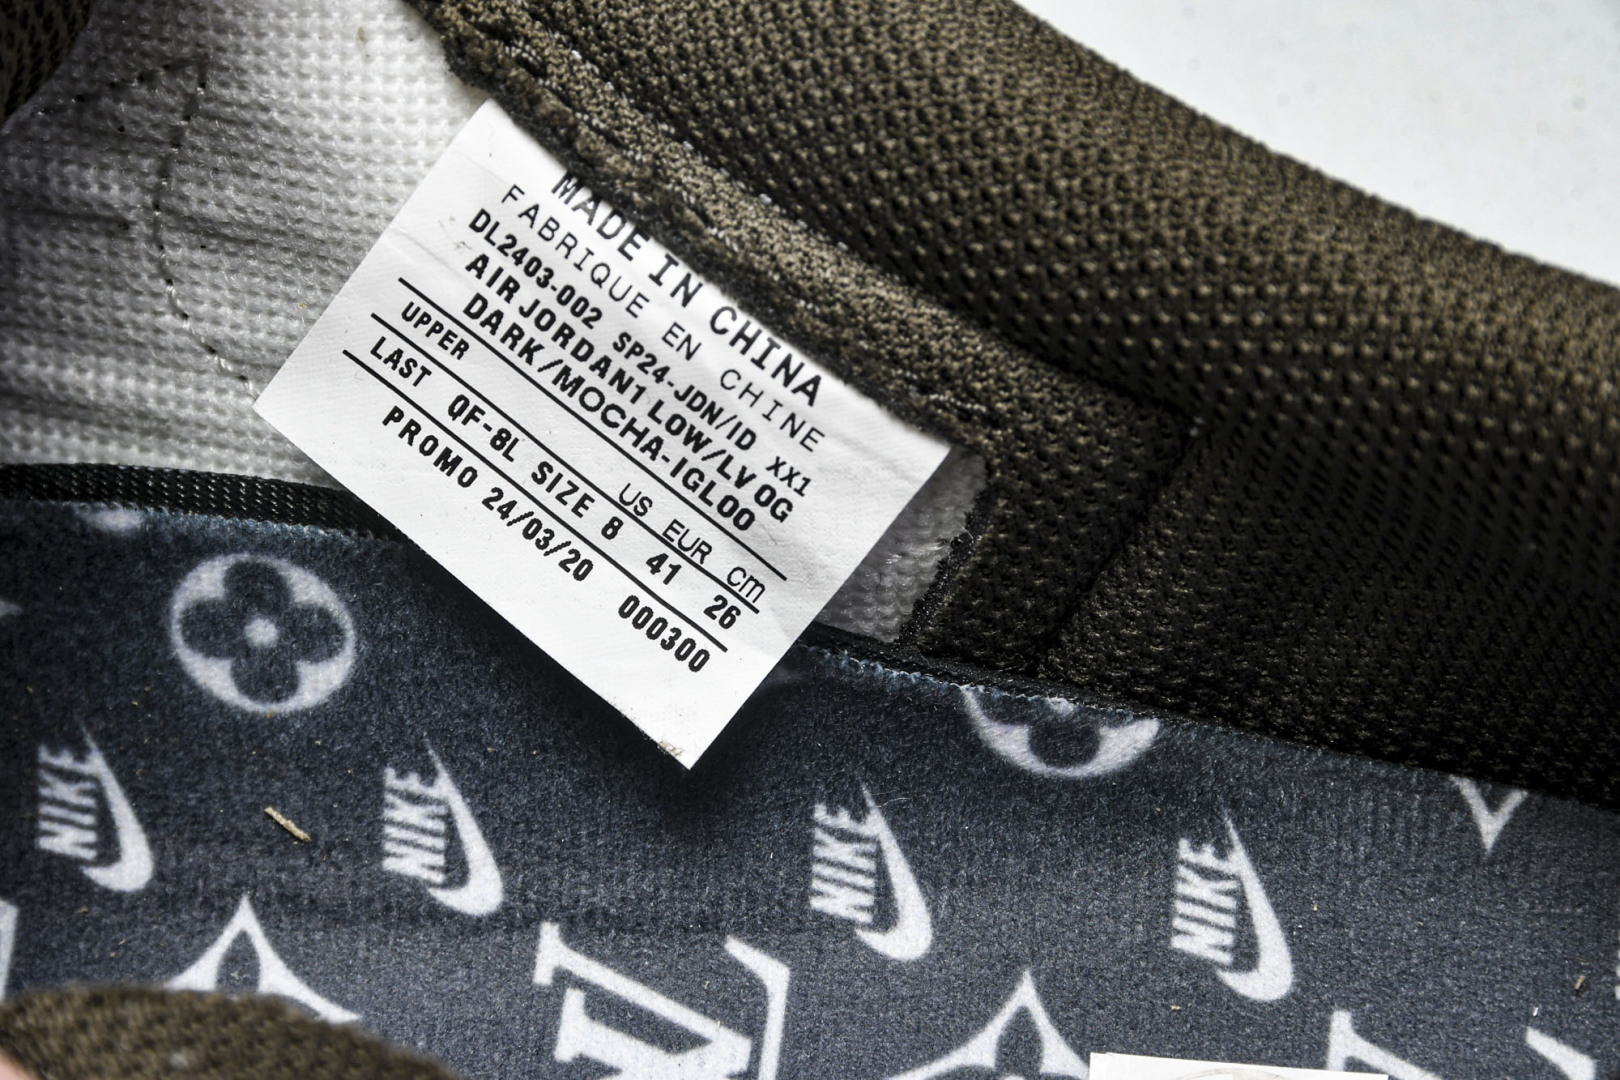 MADE IN CHINA
FABRIQUE EN CHINE
DL2403-002 SP24-JDN/ID XX1
AIR JORDAN1 LOW/LV OG
DARK/MOCHA-IGLOO
UPPER US EUR cm
LAST QF-8L SIZE 8 41 26
PROMO 24/03/20 000300
NIKE
NIKE
NIKE
NIKE
LV